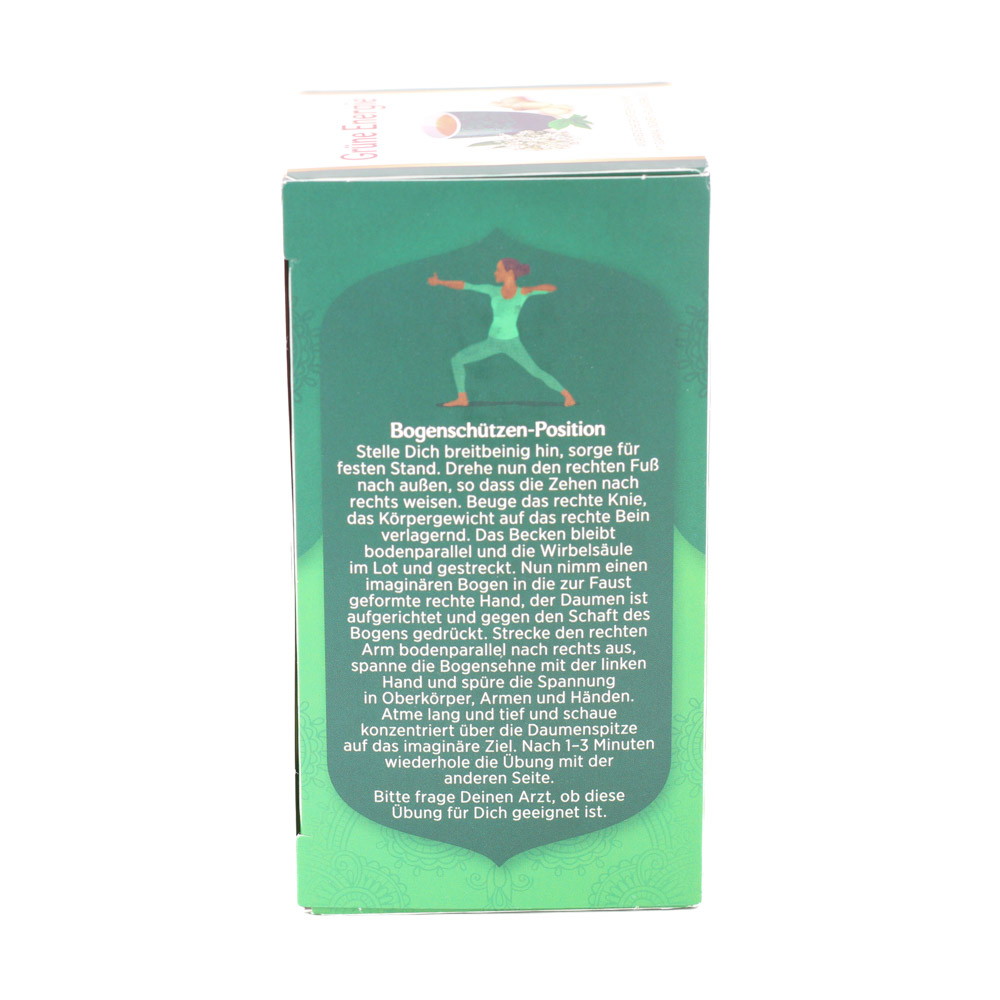 Grüne Energie
Bogenschützen-Position
Stelle Dich breitbeinig hin, sorge für
festen Stand. Drehe nun den rechten Fuß
nach außen, so dass die Zehen nach
rechts weisen. Beuge das rechte Knie,
das Körpergewicht auf das rechte Bein
verlagernd. Das Becken bleibt
bodenparallel und die Wirbelsäule
im Lot und gestreckt. Nun nimm einen
imaginären Bogen in die zur Faust
geformte rechte Hand, der Daumen ist
aufgerichtet und gegen den Schaft des
Bogens gedrückt. Strecke den rechten
Arm bodenparallel nach rechts aus,
spanne die Bogensehne mit der linken
Hand und spüre die Spannung
in Oberkörper, Armen und Händen.
Atme lang und tief und schaue
konzentriert über die Daumenspitze
auf das imaginäre Ziel. Nach 1–3 Minuten
wiederhole die Übung mit der
anderen Seite.
Bitte frage Deinen Arzt, ob diese
Übung für Dich geeignet ist.